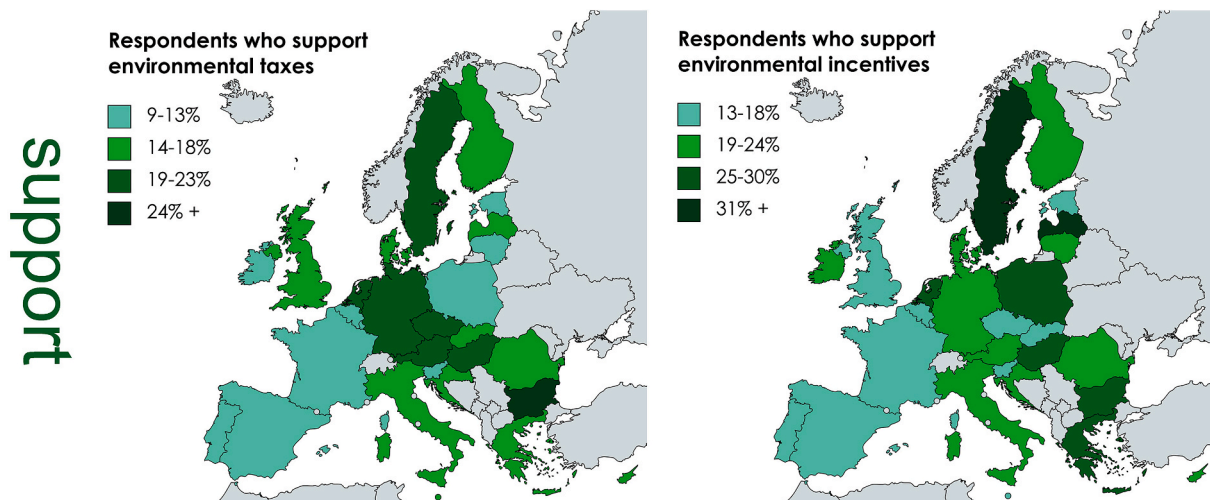 support
Respondents who support
environmental taxes
9-13%
14-18%
19-23%
24% +
Respondents who support
environmental incentives
13-18%
19-24%
25-30%
31% +